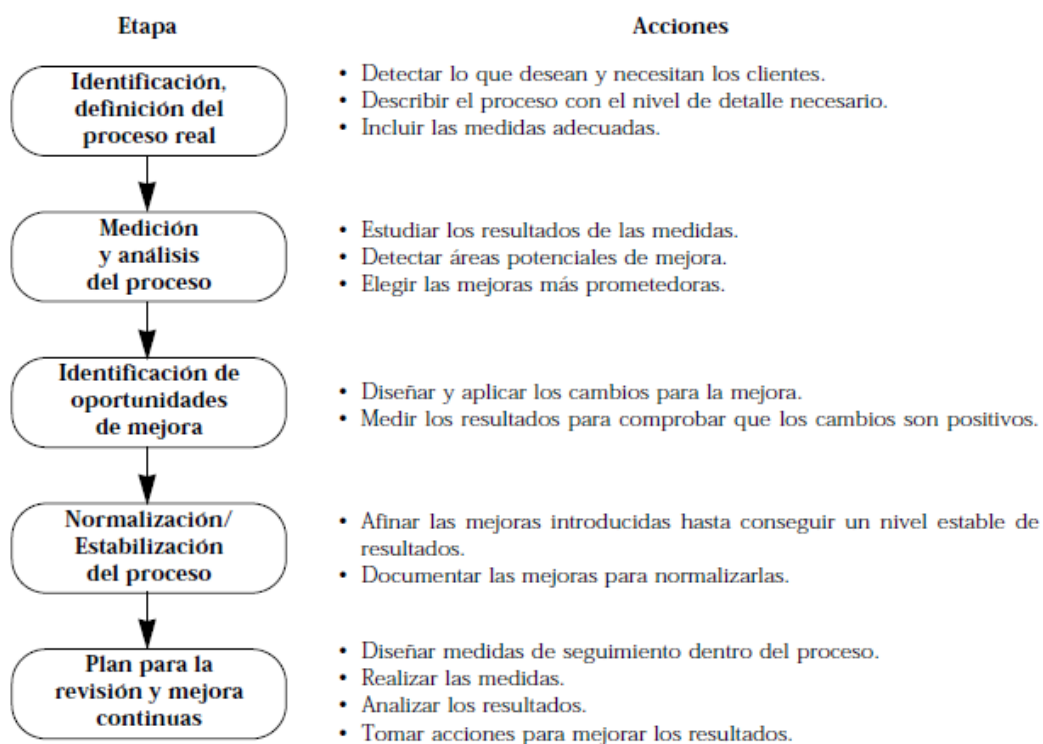 Etapa
Acciones
Identificación,
definición del
proceso real
• Detectar lo que desean y necesitan los clientes.
• Describir el proceso con el nivel de detalle necesario.
• Incluir las medidas adecuadas.
Medición
y análisis
del proceso
• Estudiar los resultados de las medidas.
• Detectar áreas potenciales de mejora.
• Elegir las mejoras más prometedoras.
Identificación de
oportunidades
de mejora
• Diseñar y aplicar los cambios para la mejora.
• Medir los resultados para comprobar que los cambios son positivos.
Normalización/
Estabilización
del proceso
• Afinar las mejoras introducidas hasta conseguir un nivel estable de
resultados.
• Documentar las mejoras para normalizarlas.
Plan para la
revisión y mejora
continuas
• Diseñar medidas de seguimiento dentro del proceso.
• Realizar las medidas.
• Analizar los resultados.
• Tomar acciones para mejorar los resultados.